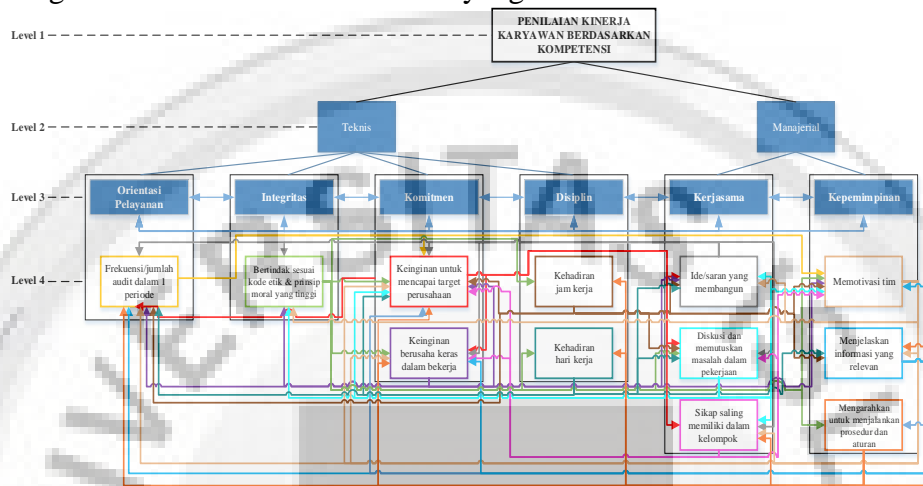 PENILAIAN KINERJA
KARYAWAN BERDASARKAN
KOMPETENSI
Level 1
Level 2
Teknis
Manajerial
Level 3
Orientasi
Pelayanan
Integritas
Komitmen
Disiplin
Kerjasama
Kepemimpinan
Level 4
Frekuensi/jumlah
audit dalam 1
periode
Bertindak sesuai
kode etik & prinsip
moral yang tinggi
Keinginan untuk
mencapai target
perusahaan
Kehadiran
jam kerja
Ide/saran yang
membangun
Memotivasi tim
Keinginan
berusaha keras
dalam bekerja
Kehadiran
hari kerja
Diskusi dan
memutuskan
masalah dalam
pekerjaan
Menjelaskan
informasi yang
relevan
Sikap saling
memiliki dalam
kelompok
Mengarahkan
untuk menjalankan
prosedur dan
aturan